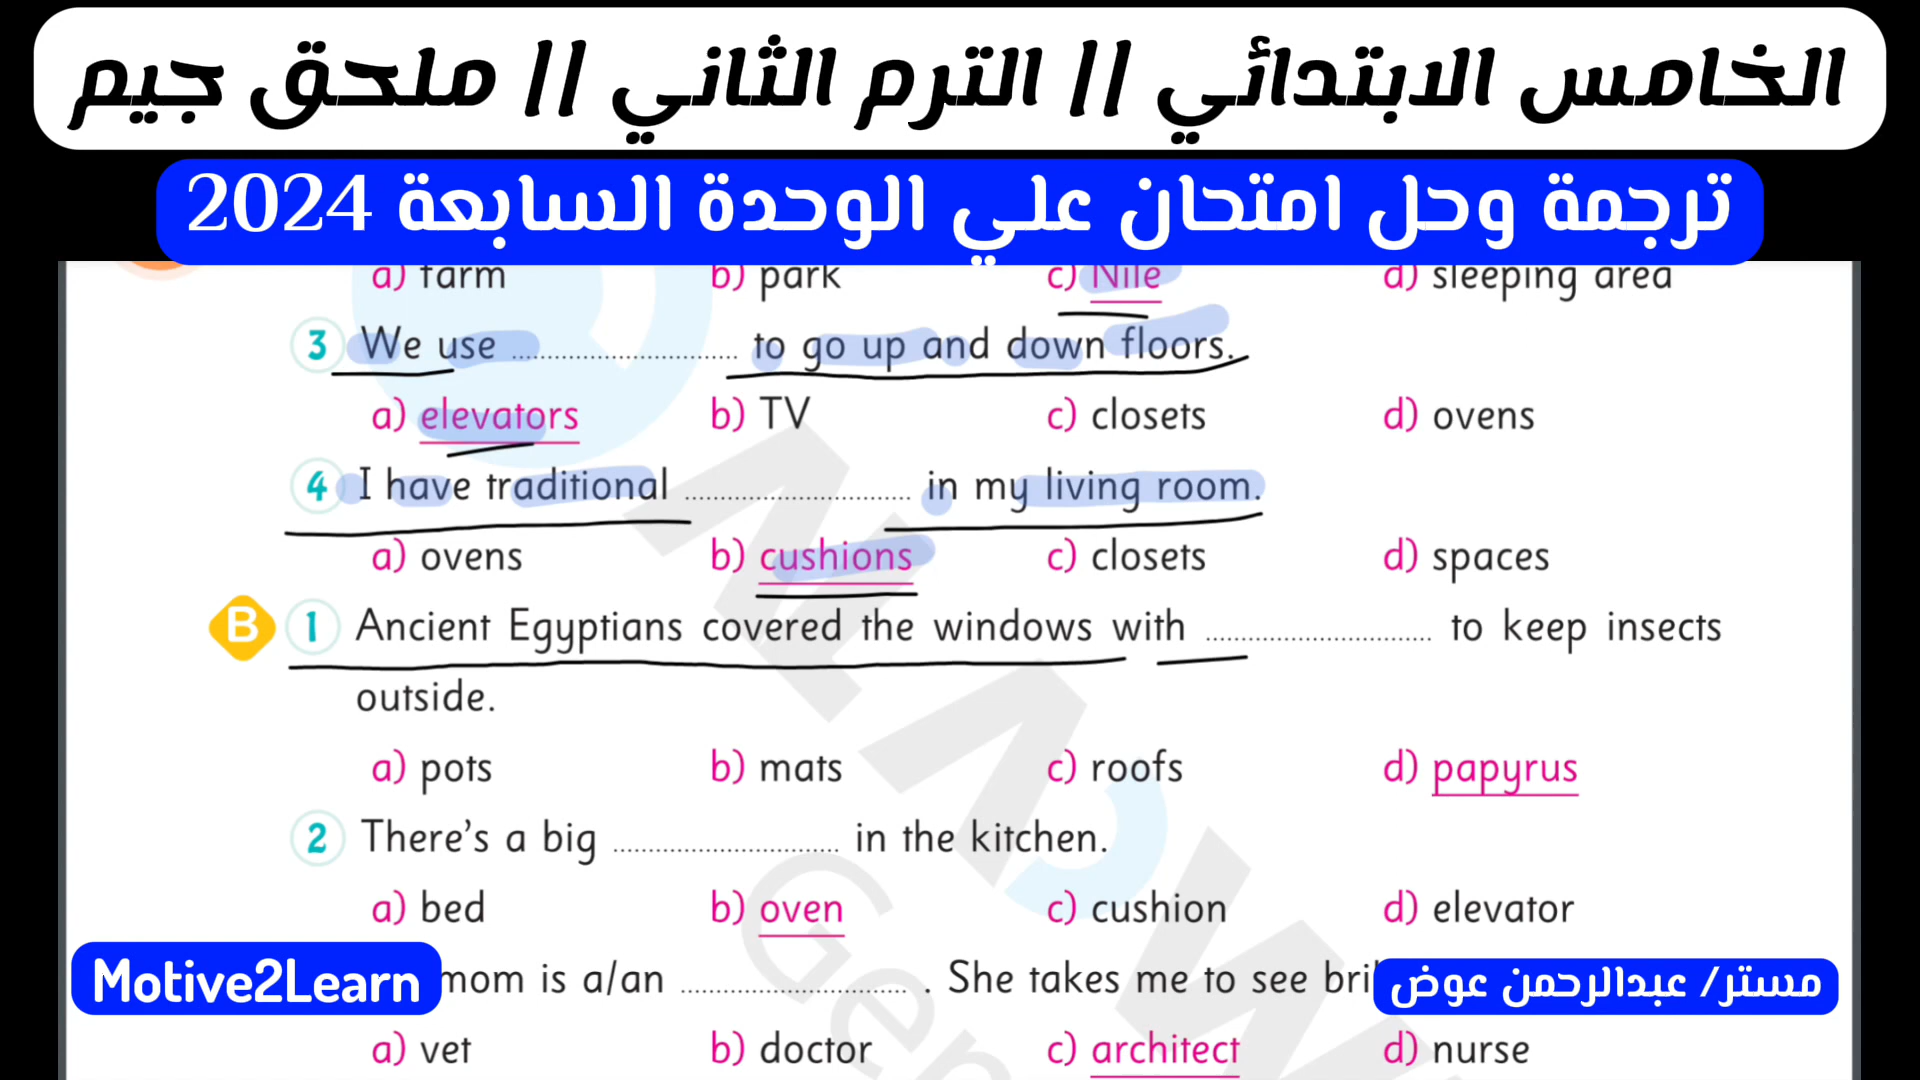 الخامس الابتدائي // الترم الثاني // ملحق جيم
ترجمة وحل امتحان علي الوحدة السابعة 2024
a) farm b) park c) Nile d) sleeping area
3 We use .............................. to go up and down floors.
a) elevators b) TV c) closets d) ovens
4 I have traditional .............................. in my living room.
a) ovens b) cushions c) closets d) spaces
B 1 Ancient Egyptians covered the windows with .............................. to keep insects
outside.
a) pots b) mats c) roofs d) papyrus
2 There's a big .............................. in the kitchen.
a) bed b) oven c) cushion d) elevator
mom is a/an .............................. . She takes me to see
a) vet b) doctor c) architect d) nurse
Motive2Learn
مستر/ عبدالرحمن عوض